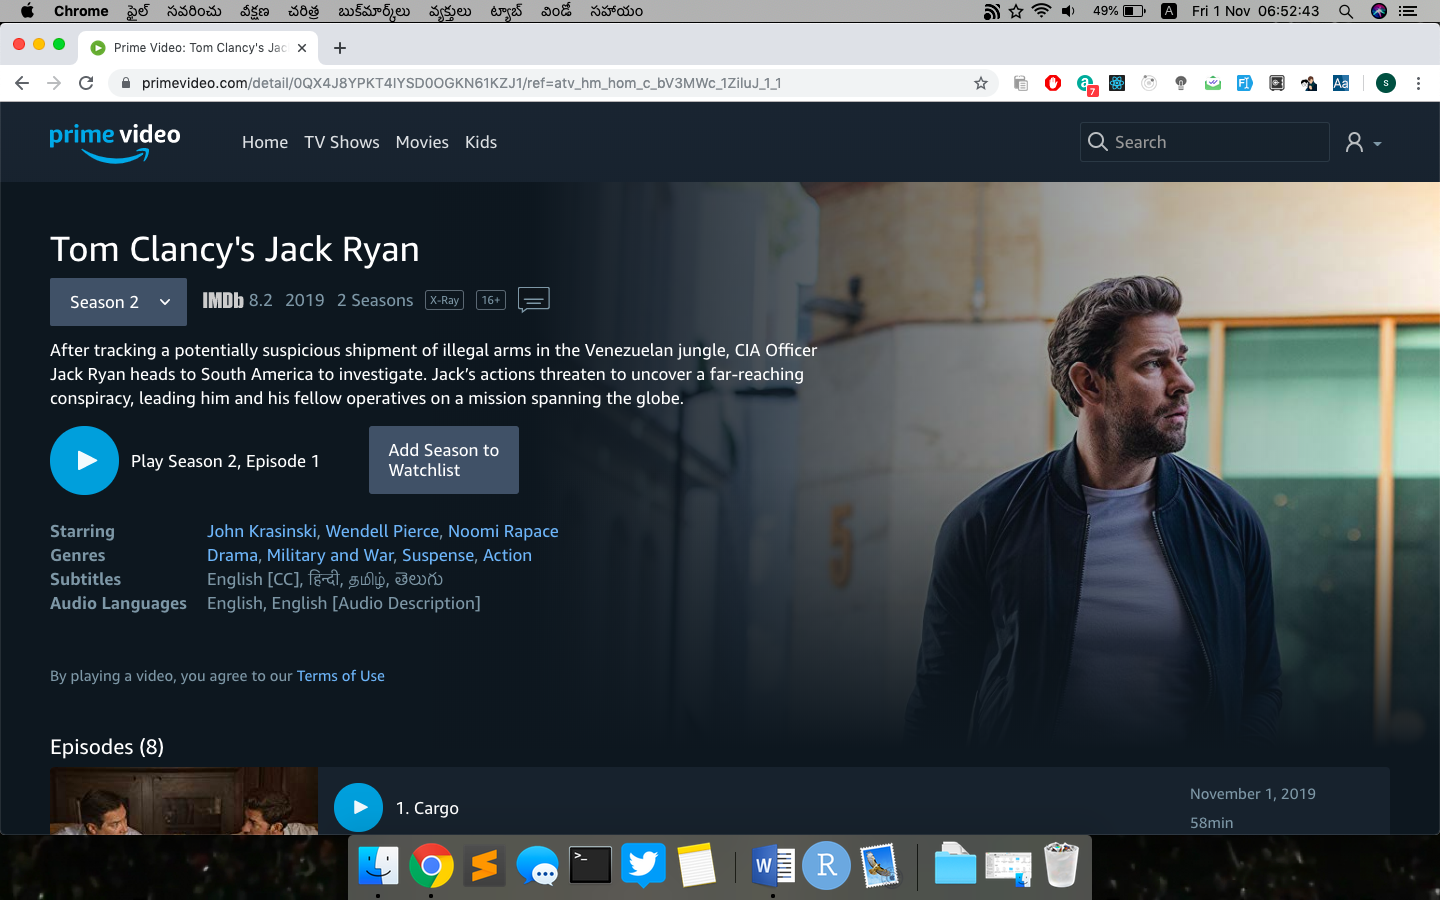 Chrome ఫైల్ సవరించు వీక్షణ చరిత్ర బుక్‌మార్క్‌లు వ్యక్తులు ట్యాబ్ విండో సహాయం 49% A Fri 1 Nov 06:52:43
Prime Video: Tom Clancy's Jac
primevideo.com/detail/0QX4J8YPKT4IYSD0OGKN61KZJ1/ref=atv_hm_hom_c_bV3MWc_1ZiluJ_1_1
7 Aa s
prime video Home TV Shows Movies Kids Search
Tom Clancy's Jack Ryan
Season 2 IMDb 8.2 2019 2 Seasons X-Ray 16+
After tracking a potentially suspicious shipment of illegal arms in the Venezuelan jungle, CIA Officer
Jack Ryan heads to South America to investigate. Jack’s actions threaten to uncover a far-reaching
conspiracy, leading him and his fellow operatives on a mission spanning the globe.
Play Season 2, Episode 1
Add Season to
Watchlist
Starring John Krasinski, Wendell Pierce, Noomi Rapace
Genres Drama, Military and War, Suspense, Action
Subtitles English [CC], हिन्दी, தமிழ், తెలుగు
Audio Languages English, English [Audio Description]
5
By playing a video, you agree to our Terms of Use
Episodes (8)
1. Cargo
November 1, 2019
58min
>_ W R